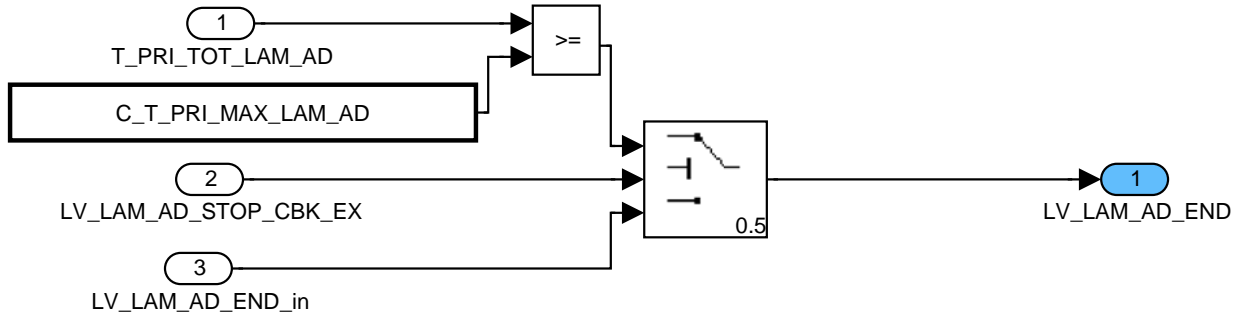 1
T_PRI_TOT_LAM_AD
>=
C_T_PRI_MAX_LAM_AD
2
LV_LAM_AD_STOP_CBK_EX
0.5
1
LV_LAM_AD_END
3
LV_LAM_AD_END_in